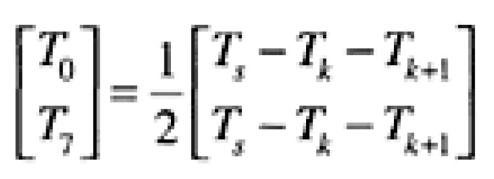 [T_0; T_7] = 1/2 [T_s − T_k − T_{k+1}; T_s − T_k − T_{k+1}]